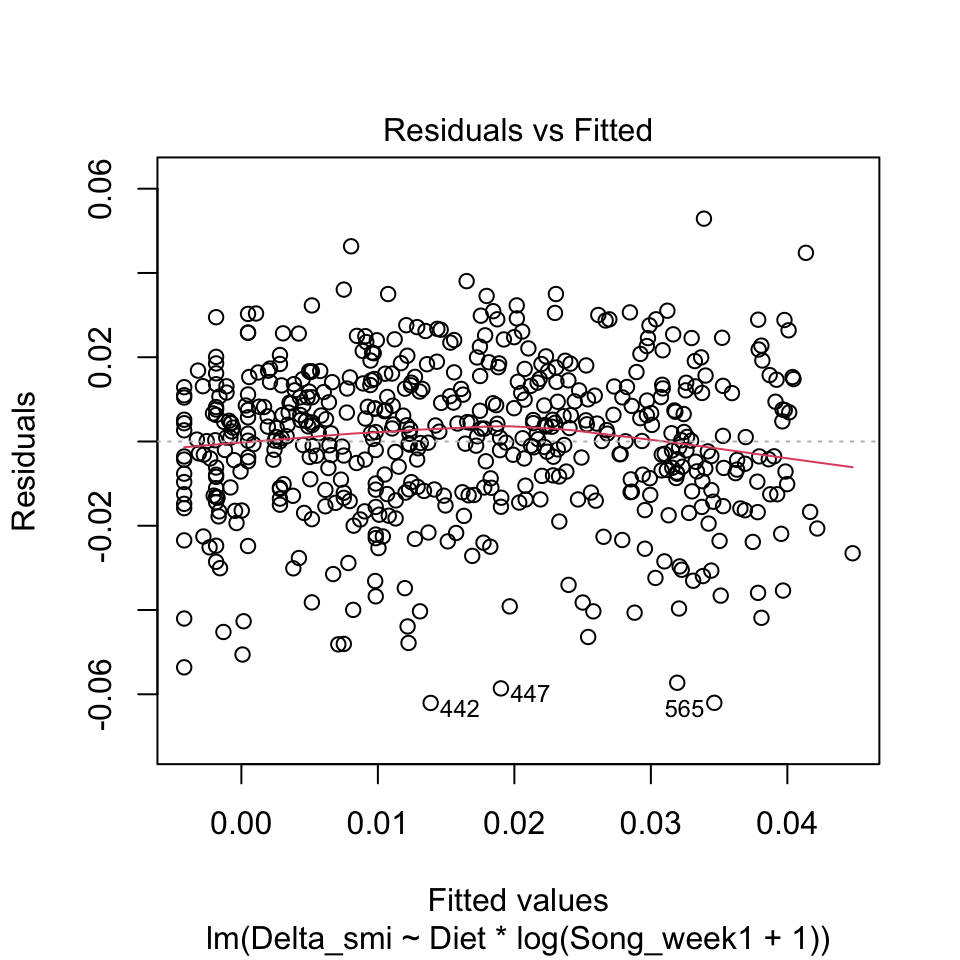 Residuals vs Fitted
0.06
0.02
-0.02
-0.06
Residuals
442
447
565
0.00 0.01 0.02 0.03 0.04
Fitted values
lm(Delta_smi ~ Diet * log(Song_week1 + 1))